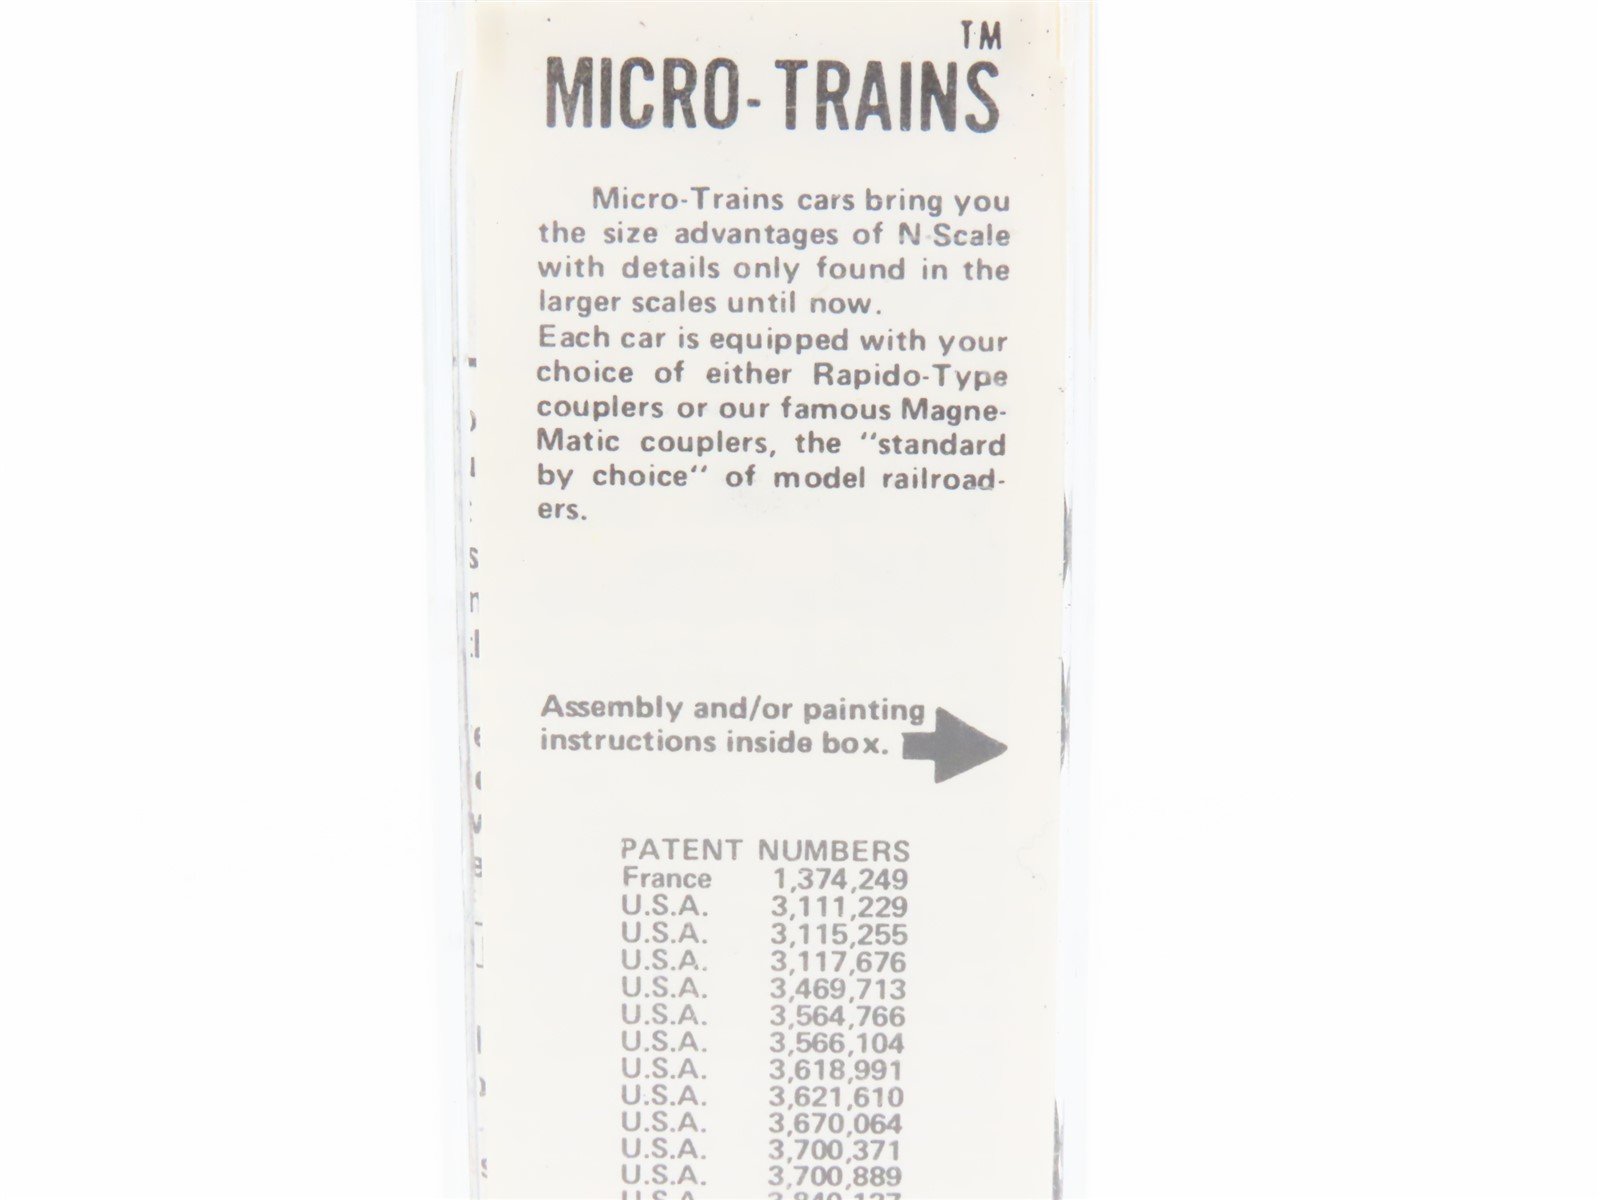 TM
MICRO-TRAINS
Micro-Trains cars bring you
the size advantages of N Scale
with details only found in the
larger scales until now.
Each car is equipped with your
choice of either Rapido-Type
couplers or our famous Magne-
Matic couplers, the "standard
by choice" of model railroad-
ers.
Assembly and/or painting
instructions inside box.
PATENT NUMBERS
France 1,374,249
U.S.A. 3,111,229
U.S.A. 3,115,255
U.S.A. 3,117,676
U.S.A. 3,469,713
U.S.A. 3,564,766
U.S.A. 3,566,104
U.S.A. 3,618,991
U.S.A. 3,621,610
U.S.A. 3,670,064
U.S.A. 3,700,371
U.S.A. 3,700,889
U.S.A.